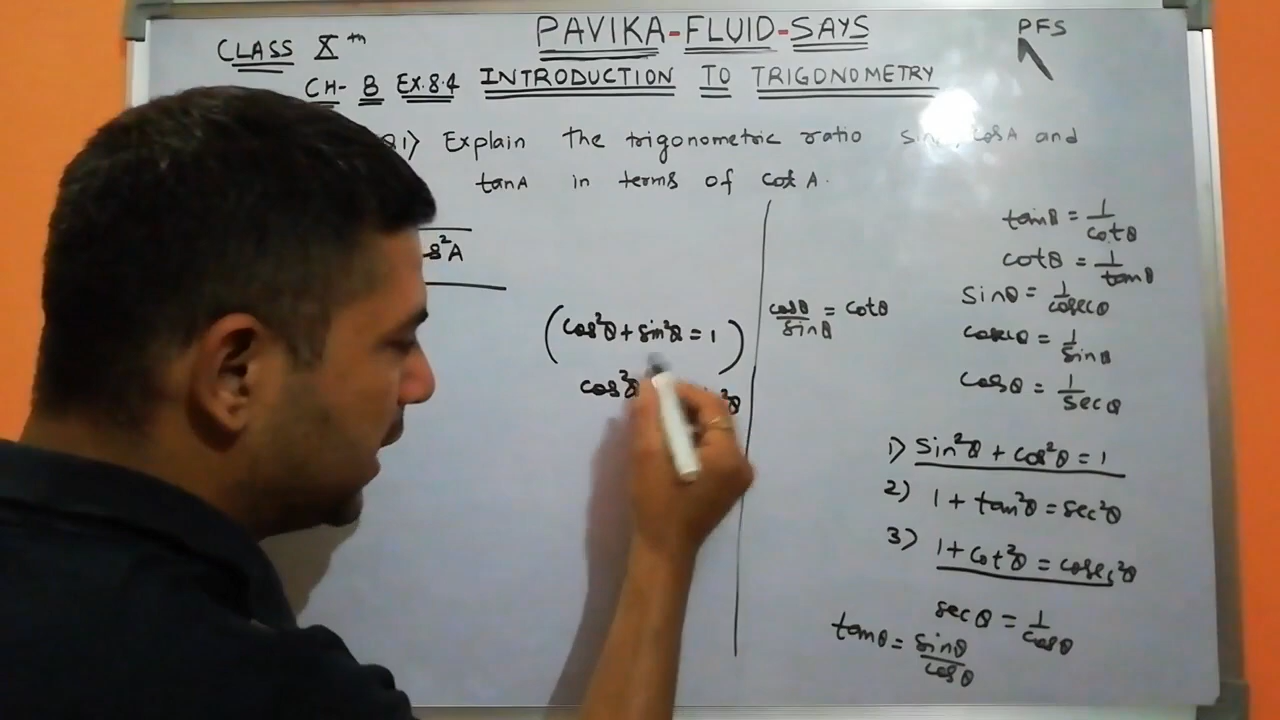 PAVIKA-FLUID-SAYS
PFS
CLASS Xth
CH- 8 EX.8.4 INTRODUCTION TO TRIGONOMETRY
Q1) Explain the trigonometric ratio cosA and
tanA in terms of cot A.
s²A
(cos²θ + sin²θ = 1)
cos²θ
cosθ/sinθ = cotθ
tanθ = 1/cotθ
cotθ = 1/tanθ
sinθ = 1/cosecθ
cosecθ = 1/sinθ
cosθ = 1/secθ
1) sin²θ + cos²θ = 1
2) 1 + tan²θ = sec²θ
3) 1 + cot²θ = cosec²θ
secθ = 1/cosθ
tanθ = sinθ/cosθ